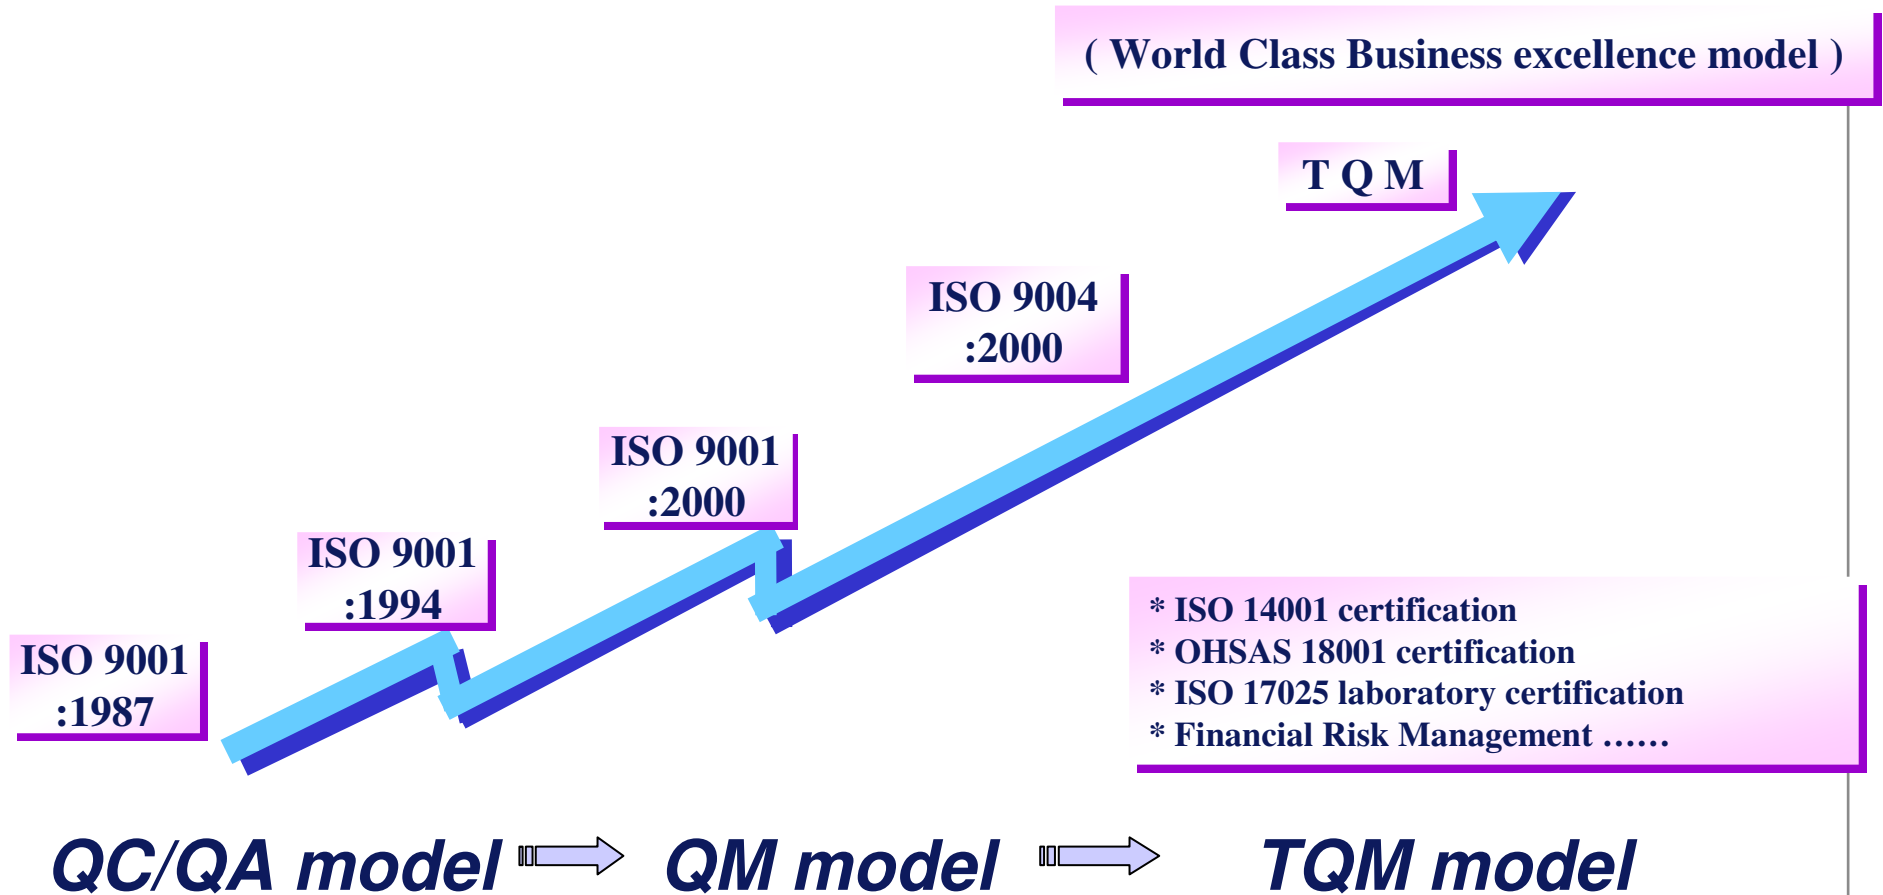 ( World Class Business excellence model )
T Q M
ISO 9004
:2000
ISO 9001
:2000
ISO 9001
:1994
ISO 9001
:1987
* ISO 14001 certification
* OHSAS 18001 certification
* ISO 17025 laboratory certification
* Financial Risk Management ……
QC/QA model QM model TQM model